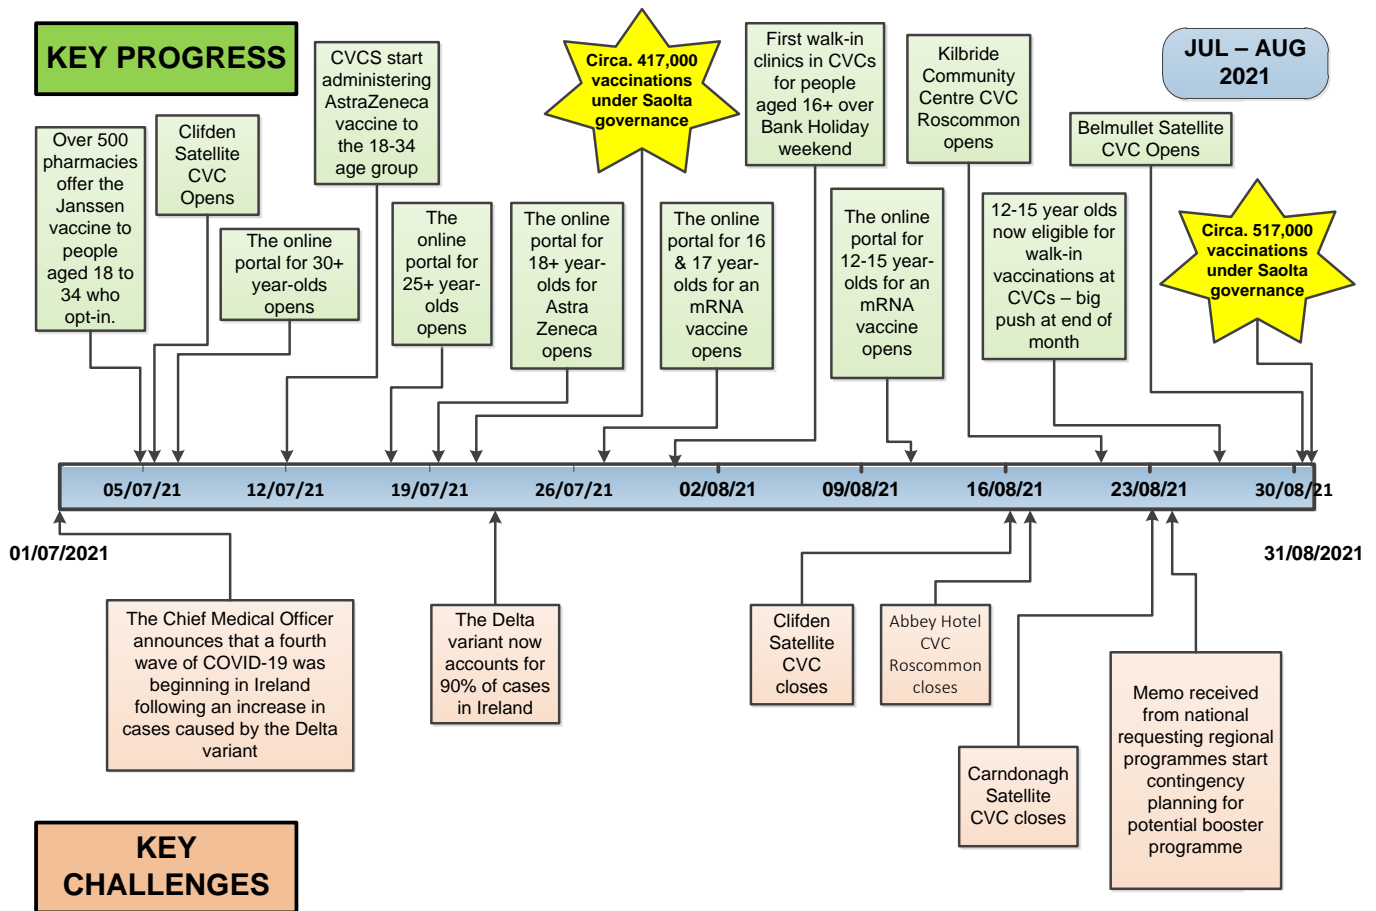 KEY PROGRESS
JUL – AUG
2021
Over 500
pharmacies
offer the
Janssen
vaccine to
people
aged 18 to
34 who
opt-in.
Clifden
Satellite
CVC
Opens
The online
portal for 30+
year-olds
opens
CVCS start
administering
AstraZeneca
vaccine to
the 18-34
age group
The
online
portal for
25+ year-
olds
opens
The online
portal for
18+ year-
olds for
Astra
Zeneca
opens
Circa. 417,000
vaccinations
under Saolta
governance
The online
portal for 16
& 17 year-
olds for an
mRNA
vaccine
opens
First walk-in
clinics in CVCs
for people
aged 16+ over
Bank Holiday
weekend
The online
portal for
12-15 year-
olds for an
mRNA
vaccine
opens
Kilbride
Community
Centre CVC
Roscommon
opens
12-15 year olds
now eligible for
walk-in
vaccinations at
CVCs – big
push at end of
month
Belmullet Satellite
CVC Opens
Circa. 517,000
vaccinations
under Saolta
governance
05/07/21
12/07/21
19/07/21
26/07/21
02/08/21
09/08/21
16/08/21
23/08/21
30/08/21
01/07/2021
31/08/2021
The Chief Medical Officer
announces that a fourth
wave of COVID-19 was
beginning in Ireland
following an increase in
cases caused by the Delta
variant
The Delta
variant now
accounts for
90% of cases
in Ireland
Clifden
Satellite
CVC
closes
Abbey Hotel
CVC
Roscommon
closes
Carndonagh
Satellite
CVC closes
Memo received
from national
requesting regional
programmes start
contingency
planning for
potential booster
programme
KEY
CHALLENGES